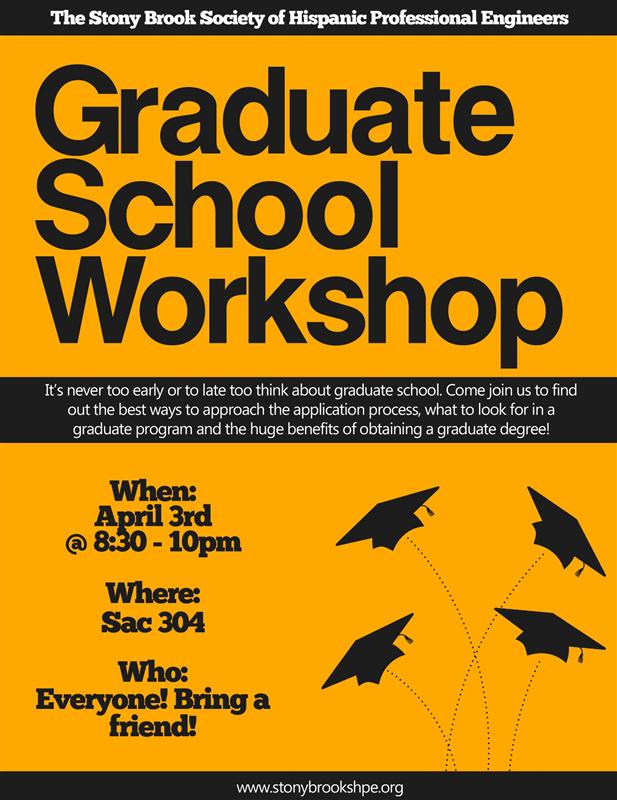 The Stony Brook Society of Hispanic Professional Engineers
Graduate
School
Workshop
It's never too early or to late too think about graduate school. Come join us to find
out the best ways to approach the application process, what to look for in a
graduate program and the huge benefits of obtaining a graduate degree!
When:
April 3rd
@ 8:30 - 10pm
Where:
Sac 304
Who:
Everyone! Bring a
friend!
www.stonybrookshpe.org